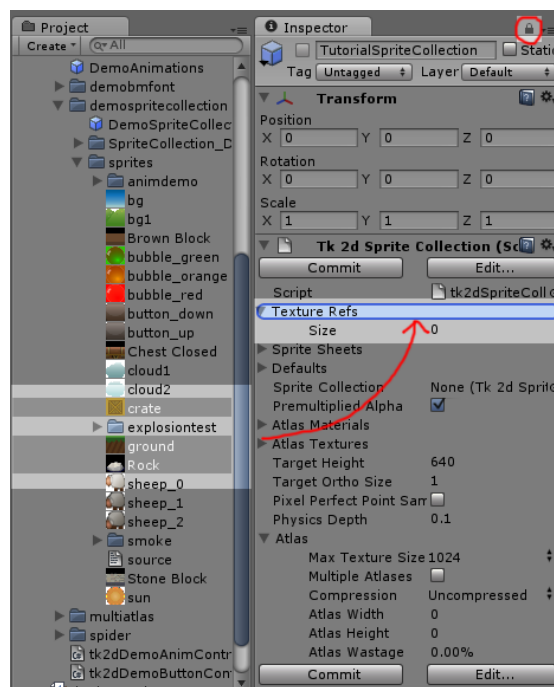 Project
Create
All
DemoAnimations
demobmfont
demospritecollection
DemoSpriteCollec
SpriteCollection_D
sprites
animdemo
bg
bg1
Brown Block
bubble_green
bubble_orange
bubble_red
button_down
button_up
Chest Closed
cloud1
cloud2
crate
explosiontest
ground
Rock
sheep_0
sheep_1
sheep_2
smoke
source
Stone Block
sun
multiatlas
spider
tk2dDemoAnimContr
tk2dDemoButtonCon
Inspector
TutorialSpriteCollection Stati
Tag Untagged Layer Default
Transform
Position
X 0 Y 0 Z 0
Rotation
X 0 Y 0 Z 0
Scale
X 1 Y 1 Z 1
Tk 2d Sprite Collection (Sc
Commit Edit...
Script tk2dSpriteColl
Texture Refs
Size 0
Sprite Sheets
Defaults
Sprite Collection None (Tk 2d Sprit
Premultiplied Alpha
Atlas Materials
Atlas Textures
Target Height 640
Target Ortho Size 1
Pixel Perfect Point Sam
Physics Depth 0.1
Atlas
Max Texture Size 1024
Multiple Atlases
Compression Uncompressed
Atlas Width 0
Atlas Height 0
Atlas Wastage 0.00%
Commit Edit...